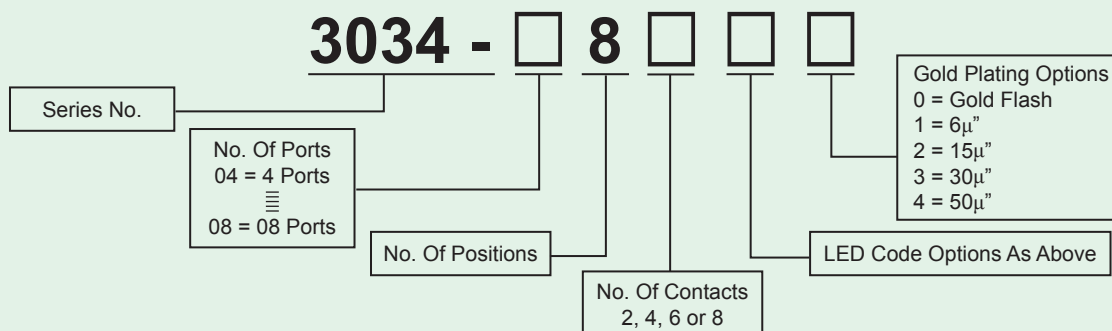 3034 - □ 8 □ □ □
Series No.
No. Of Ports
04 = 4 Ports
08 = 08 Ports
No. Of Positions
No. Of Contacts
2, 4, 6 or 8
LED Code Options As Above
Gold Plating Options
0 = Gold Flash
1 = 6μ”
2 = 15μ”
3 = 30μ”
4 = 50μ”